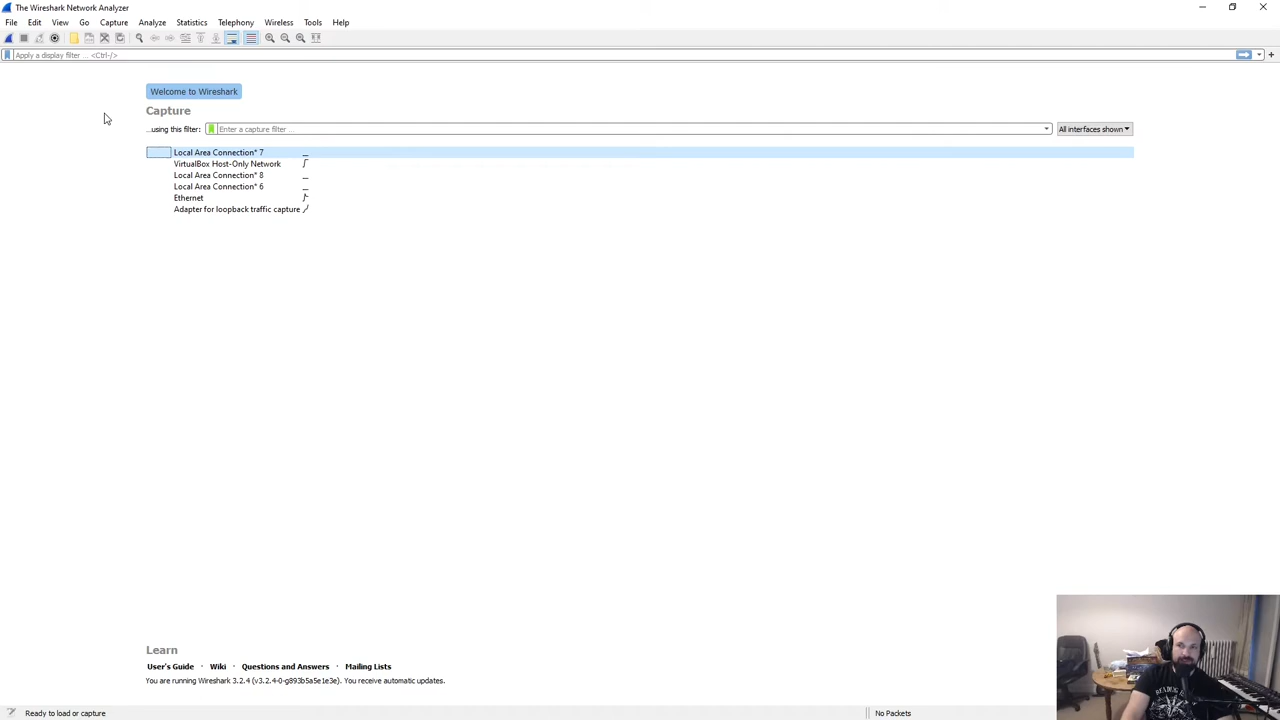 The Wireshark Network Analyzer
File Edit View Go Capture Analyze Statistics Telephony Wireless Tools Help
Apply a display filter ... <Ctrl-/>
Welcome to Wireshark
Capture
...using this filter: Enter a capture filter ... All interfaces shown
Local Area Connection* 7
VirtualBox Host-Only Network
Local Area Connection* 8
Local Area Connection* 6
Ethernet
Adapter for loopback traffic capture
Learn
User's Guide · Wiki · Questions and Answers · Mailing Lists
You are running Wireshark 3.2.4 (v3.2.4-0-g893b5a5e1e3e). You receive automatic updates.
READING
Ready to load or capture No Packets